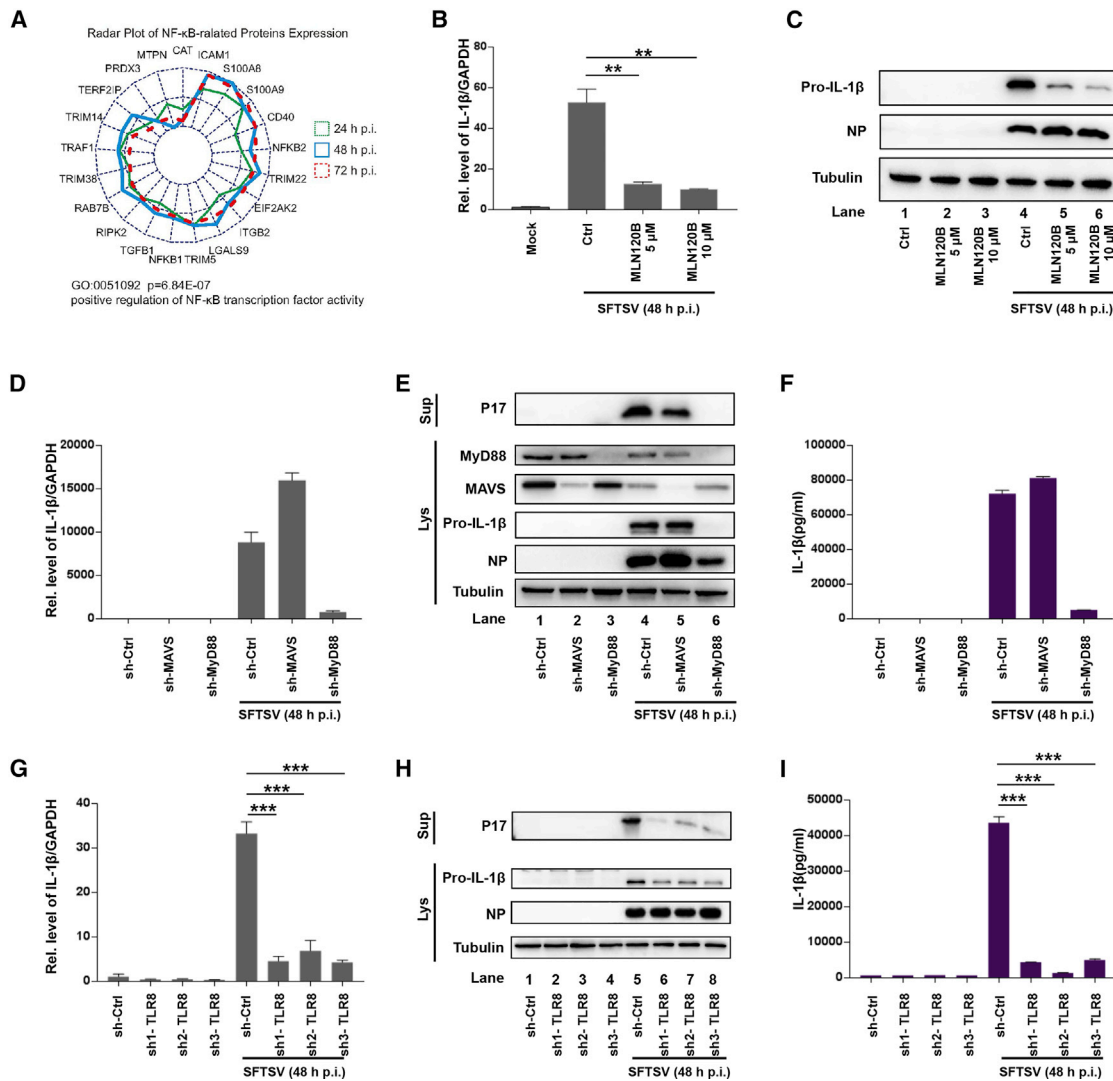 A
Radar Plot of NF-κB-ralated Proteins Expression
CAT
ICAM1
S100A8
S100A9
CD40
NFKB2
TRIM22
EIF2AK2
ITGB2
LGALS9
TRIM5
NFKB1
TGFB1
RIPK2
RAB7B
TRIM38
TRAF1
TRIM14
TERF2IP
PRDX3
MTPN
24 h p.i.
48 h p.i.
72 h p.i.
GO:0051092 p=6.84E-07
positive regulation of NF-κB transcription factor activity
B
Rel. level of IL-1β/GAPDH
80
60
40
20
0
**
**
Mock
Ctrl
MLN120B 5 μM
MLN120B 10 μM
SFTSV (48 h p.i.)
C
Pro-IL-1β
NP
Tubulin
Lane 1 2 3 4 5 6
Ctrl
MLN120B 5 μM
MLN120B 10 μM
Ctrl
MLN120B 5 μM
MLN120B 10 μM
SFTSV (48 h p.i.)
D
Rel. level of IL-1β/GAPDH
20000
15000
10000
5000
0
sh-Ctrl
sh-MAVS
sh-MyD88
sh-Ctrl
sh-MAVS
sh-MyD88
SFTSV (48 h p.i.)
E
Sup
P17
Lys
MyD88
MAVS
Pro-IL-1β
NP
Tubulin
Lane 1 2 3 4 5 6
sh-Ctrl
sh-MAVS
sh-MyD88
sh-Ctrl
sh-MAVS
sh-MyD88
SFTSV (48 h p.i.)
F
IL-1β(pg/ml)
100000
80000
60000
40000
20000
0
sh-Ctrl
sh-MAVS
sh-MyD88
sh-Ctrl
sh-MAVS
sh-MyD88
SFTSV (48 h p.i.)
G
Rel. level of IL-1β/GAPDH
40
30
20
10
0
***
***
***
sh-Ctrl
sh1- TLR8
sh2- TLR8
sh3- TLR8
sh-Ctrl
sh1- TLR8
sh2- TLR8
sh3- TLR8
SFTSV (48 h p.i.)
H
Sup
P17
Lys
Pro-IL-1β
NP
Tubulin
Lane 1 2 3 4 5 6 7 8
sh-Ctrl
sh1- TLR8
sh2- TLR8
sh3- TLR8
sh-Ctrl
sh1- TLR8
sh2- TLR8
sh3- TLR8
SFTSV (48 h p.i.)
I
IL-1β(pg/ml)
50000
40000
30000
20000
10000
0
***
***
***
sh-Ctrl
sh1- TLR8
sh2- TLR8
sh3- TLR8
sh-Ctrl
sh1- TLR8
sh2- TLR8
sh3- TLR8
SFTSV (48 h p.i.)